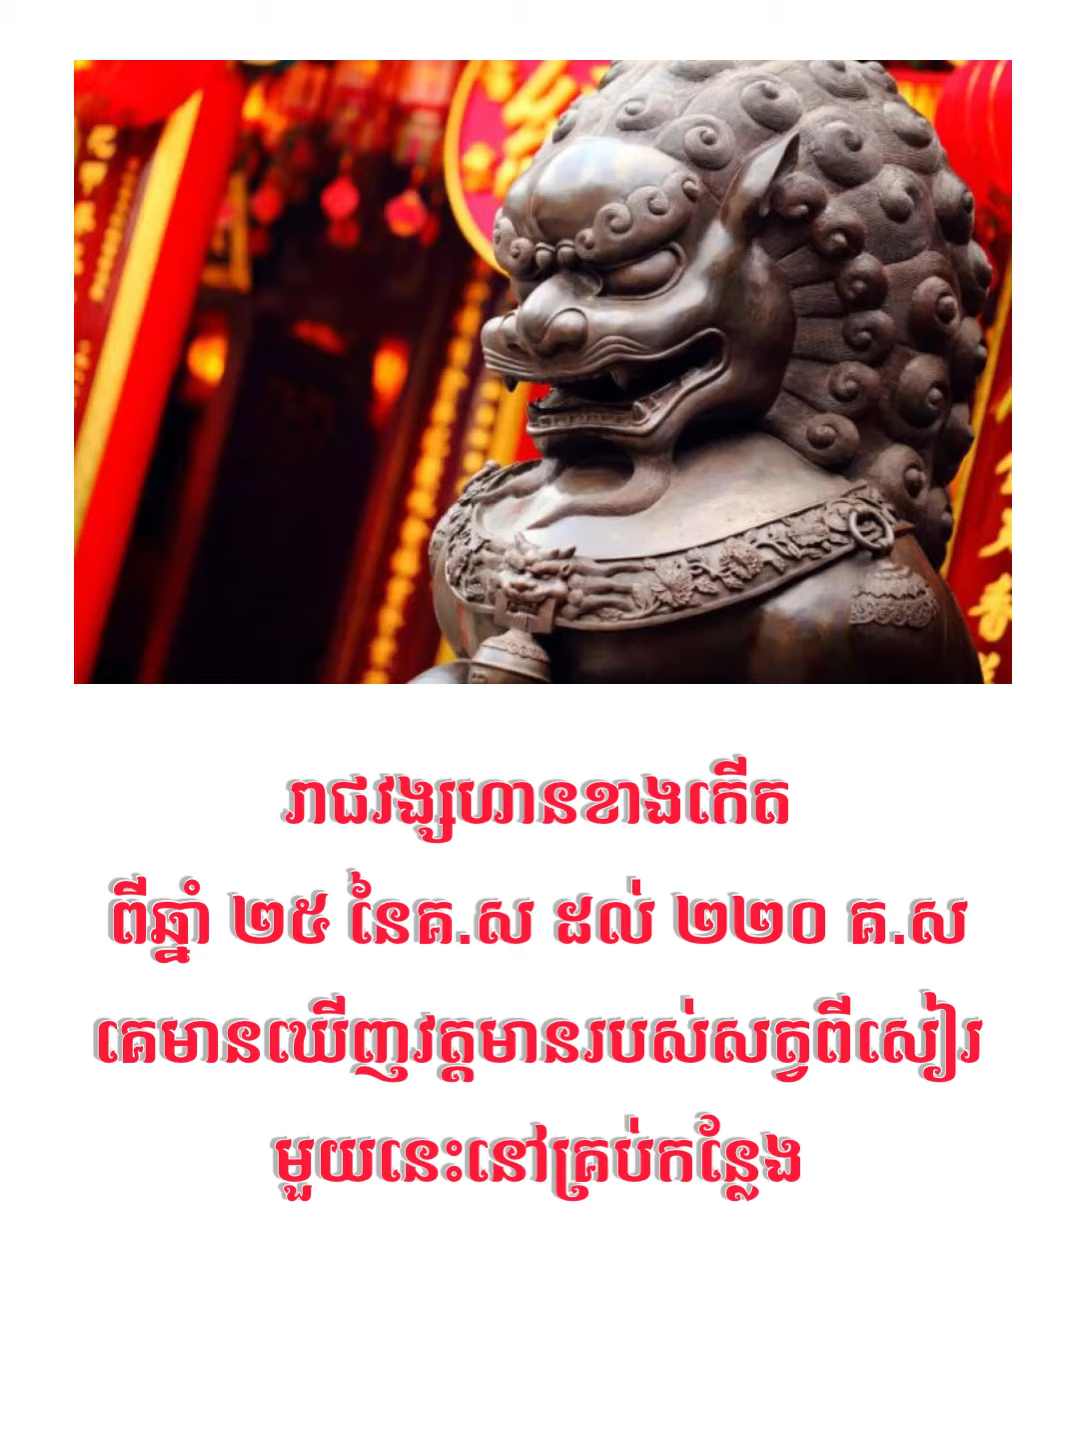 រាជវង្សហានខាងកើត
ពីឆ្នាំ ២៥ នៃគ.ស ដល់ ២២០ គ.ស
គេមានឃើញវត្តមានរបស់សត្វពីសៀរ
មួយនេះនៅគ្រប់កន្លែង